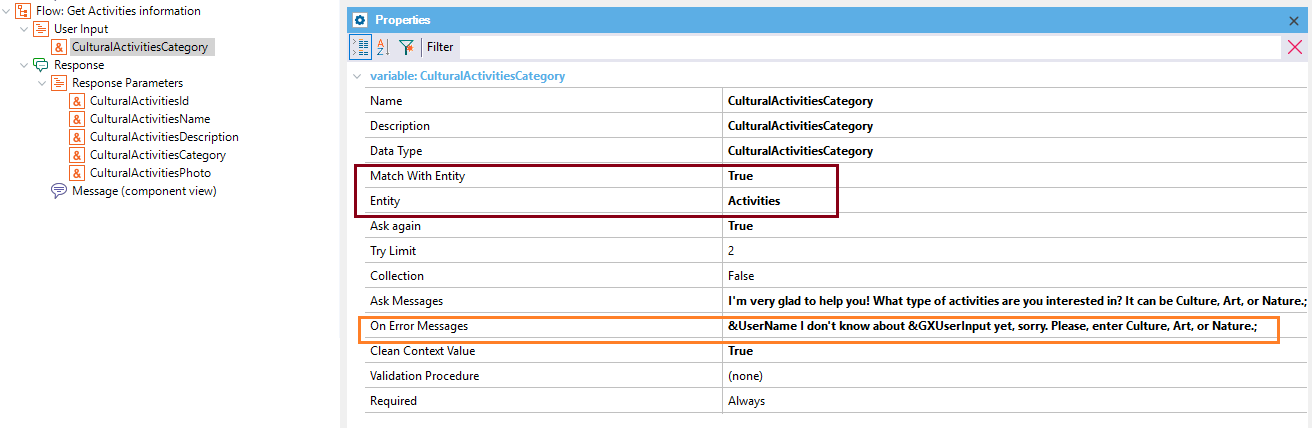 Flow: Get Activities information
User Input
& CulturalActivitiesCategory
Response
Response Parameters
& CulturalActivitiesId
& CulturalActivitiesName
& CulturalActivitiesDescription
& CulturalActivitiesCategory
& CulturalActivitiesPhoto
Message (component view)
Properties
A Z Filter
variable: CulturalActivitiesCategory
Name CulturalActivitiesCategory
Description CulturalActivitiesCategory
Data Type CulturalActivitiesCategory
Match With Entity True
Entity Activities
Ask again True
Try Limit 2
Collection False
Ask Messages I'm very glad to help you! What type of activities are you interested in? It can be Culture, Art, or Nature.;
On Error Messages &UserName I don't know about &GXUserInput yet, sorry. Please, enter Culture, Art, or Nature.;
Clean Context Value True
Validation Procedure (none)
Required Always